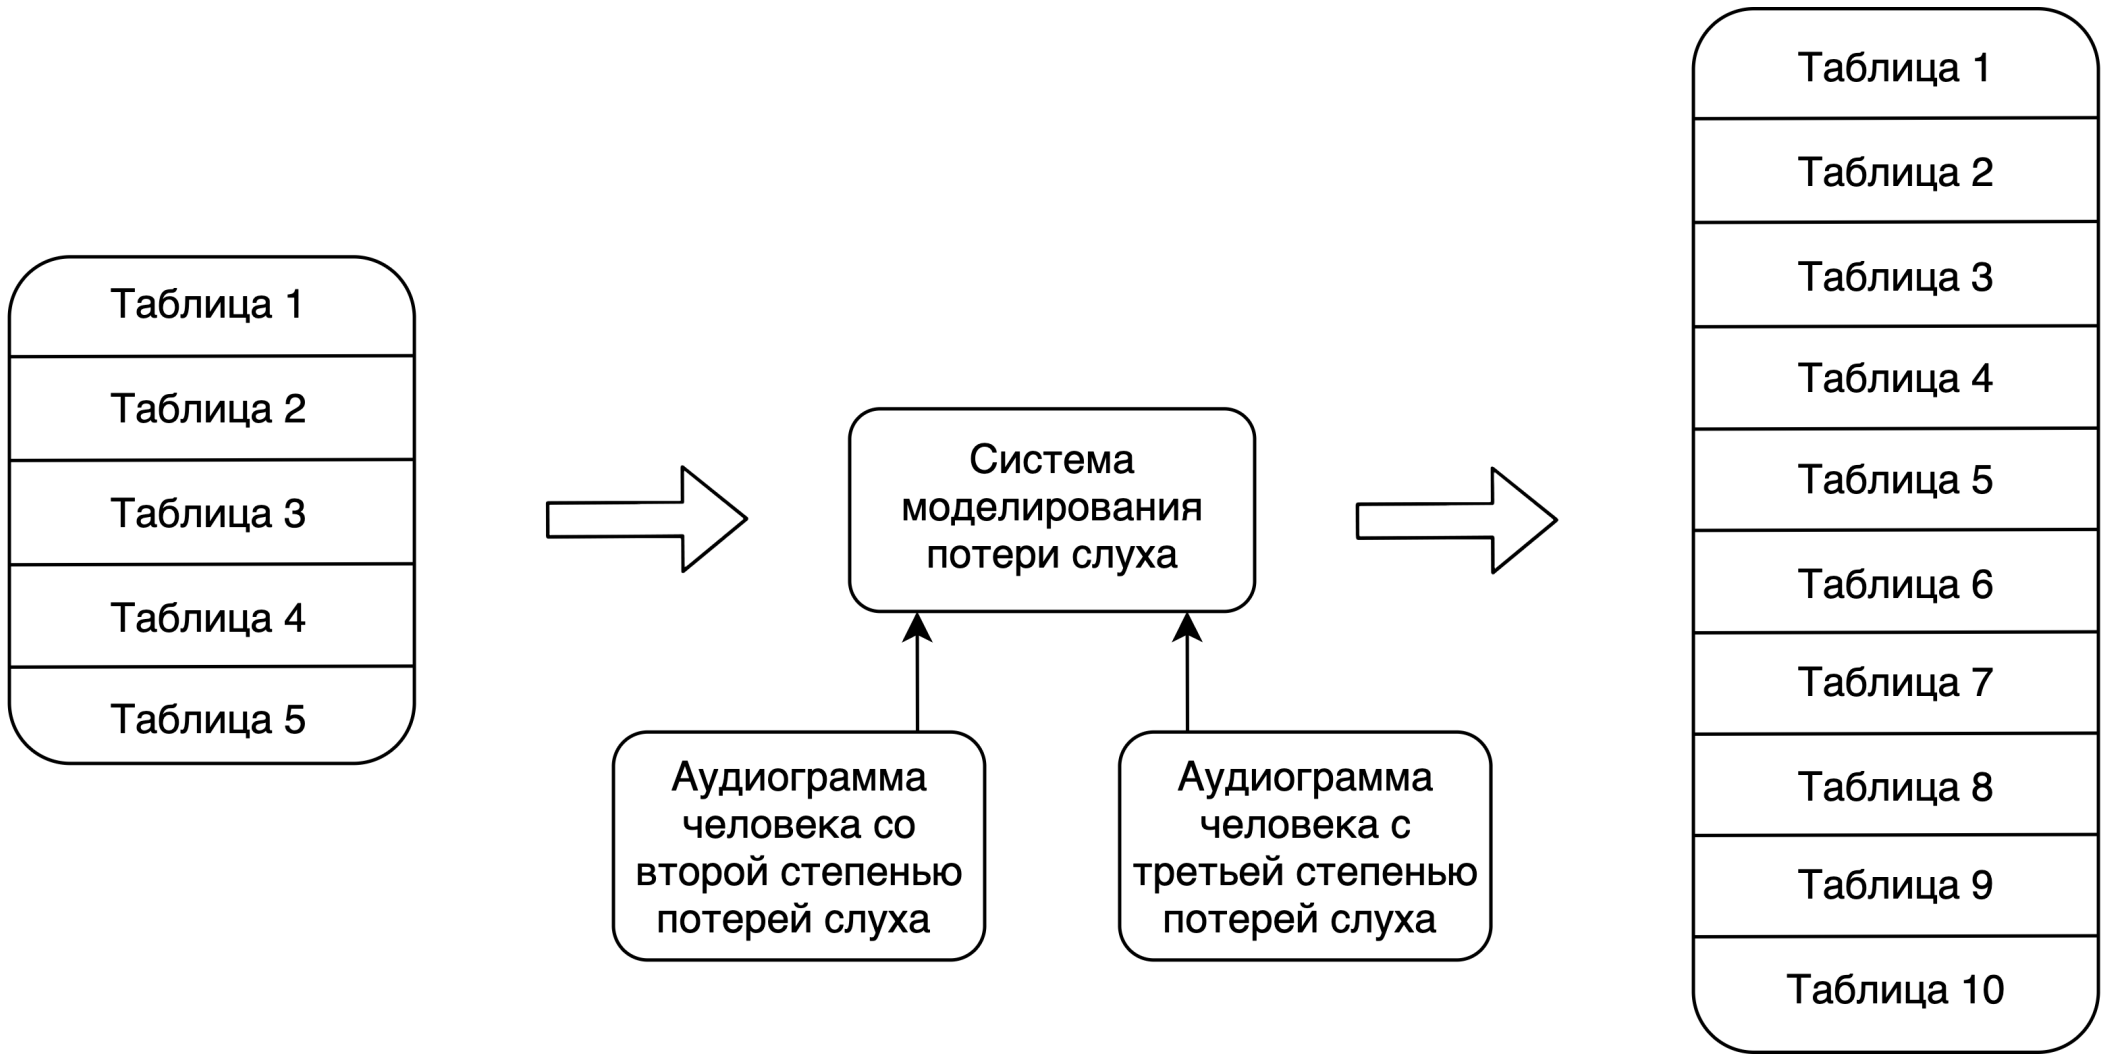 Таблица 1
Таблица 2
Таблица 3
Таблица 4
Таблица 5
Система
моделирования
потери слуха
Аудиограмма
человека со
второй степенью
потерей слуха
Аудиограмма
человека с
третьей степенью
потерей слуха
Таблица 1
Таблица 2
Таблица 3
Таблица 4
Таблица 5
Таблица 6
Таблица 7
Таблица 8
Таблица 9
Таблица 10